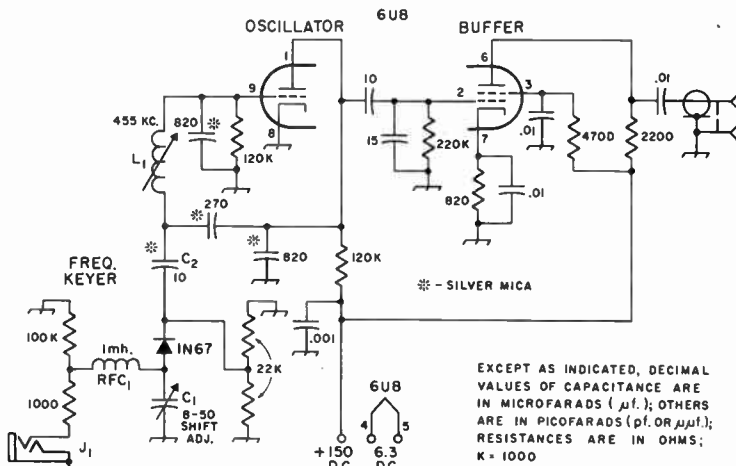 6U8
OSCILLATOR
BUFFER
1
9
8
6
3
2
7
455 KC.
L1
820
120K
10
15
220K
.01
4700
2200
.01
820
.01
270
820
120K
C2
10
FREQ.
KEYER
100K
1mh.
RFC1
1000
J1
1N67
C1
8-50
SHIFT
ADJ.
22K
.001
※ - SILVER MICA
+150
D.C.
6U8
4
5
6.3
D.C.
EXCEPT AS INDICATED, DECIMAL
VALUES OF CAPACITANCE ARE
IN MICROFARADS (µf.); OTHERS
ARE IN PICOFARADS (pf. OR µµf.);
RESISTANCES ARE IN OHMS;
K = 1000